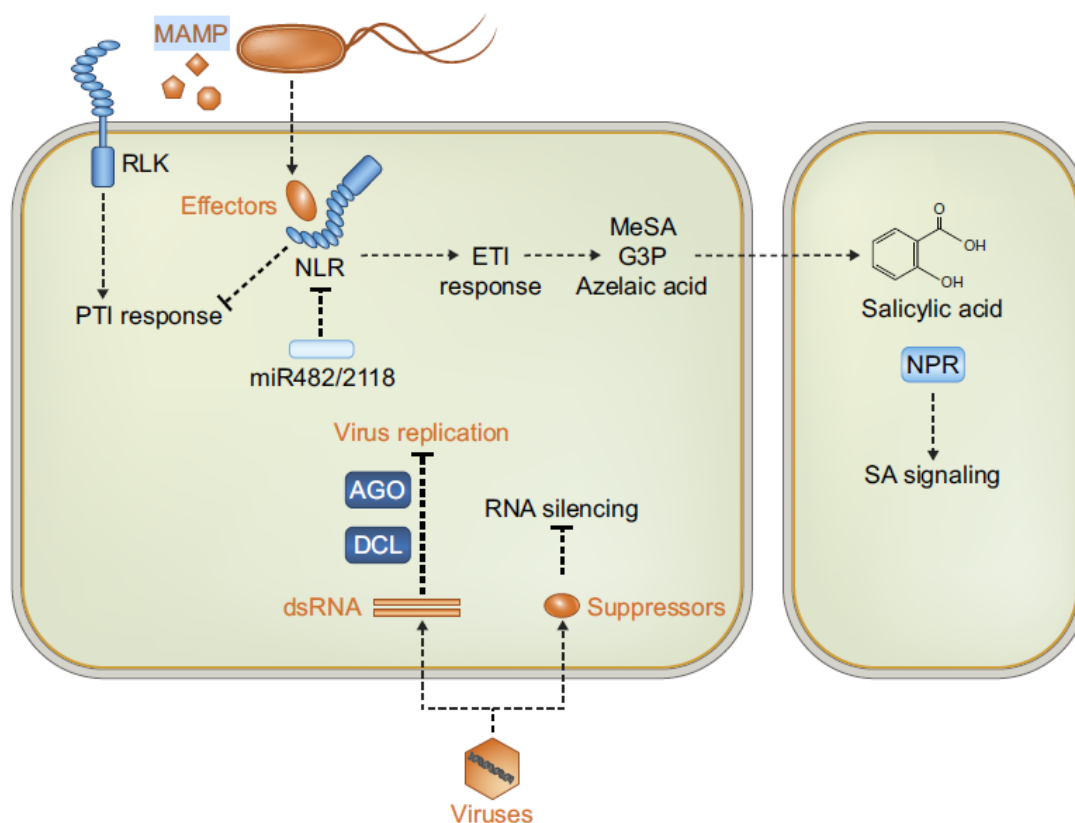 MAMP
RLK
Effectors
NLR
PTI response
miR482/2118
ETI
response
MeSA
G3P
Azelaic acid
O
OH
OH
Salicylic acid
NPR
SA signaling
Virus replication
AGO
DCL
dsRNA
RNA silencing
Suppressors
Viruses